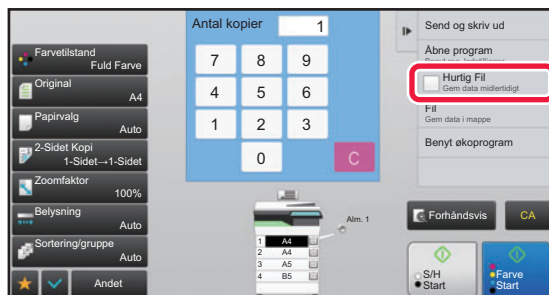 Antal kopier 1
Farvetilstand
Fuld Farve
Original
A4
Papirvalg
Auto
2-Sidet Kopi
1-Sidet→1-Sidet
Zoomfaktor
100%
Belysning
Auto
Sortering/gruppe
Auto
Andet
7 8 9
4 5 6
1 2 3
0 C
Alm. 1
1 A4
2 A4
3 A5
4 B5
Send og skriv ud
Åbne program
Hurtig Fil
Gem data midlertidigt
Fil
Gem data i mappe
Benyt økoprogram
Forhåndsvis CA
S/H
Start
Farve
Start